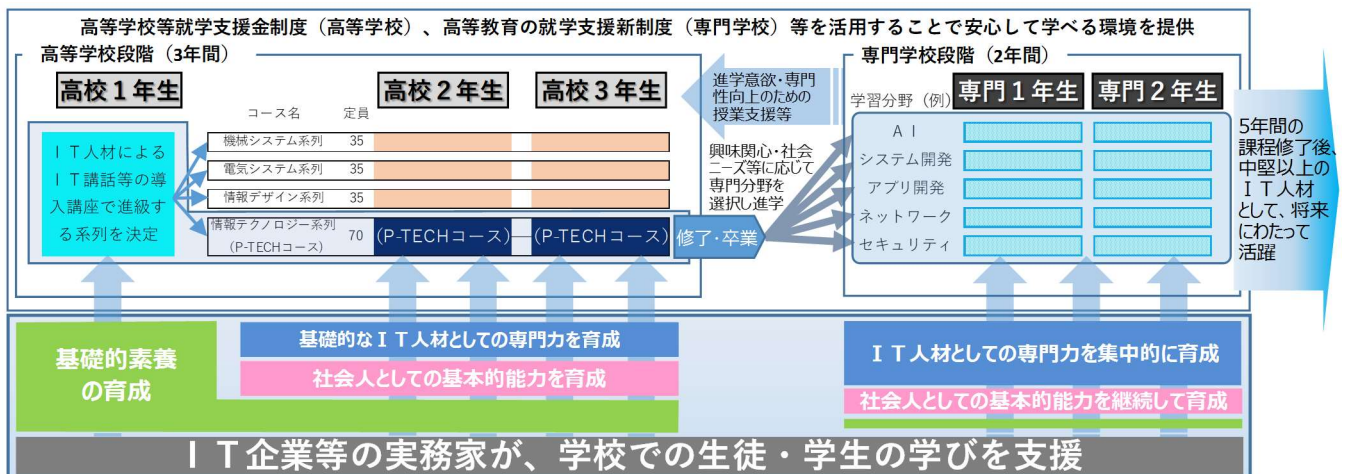 高等学校等就学支援金制度（高等学校）、高等教育の就学支援新制度（専門学校）等を活用することで安心して学べる環境を提供
高等学校段階（3年間）
高校１年生
高校２年生
高校３年生
コース名
定員
ＩＴ人材による
ＩＴ講話等の導
入講座で進級す
る系列を決定
機械システム系列
35
電気システム系列
35
情報デザイン系列
35
情報テクノロジー系列
(P-TECHコース)
70
(P-TECHコース)
(P-TECHコース)
修了・卒業
進学意欲・専門
性向上のための
授業支援等
興味関心・社会
ニーズ等に応じて
専門分野を
選択し進学
専門学校段階（2年間）
学習分野（例）
専門１年生
専門２年生
ＡＩ
システム開発
アプリ開発
ネットワーク
セキュリティ
5年間の
課程修了後、
中堅以上の
ＩＴ人材
として、将来
にわたって
活躍
基礎的素養
の育成
基礎的なＩＴ人材としての専門力を育成
社会人としての基本的能力を育成
ＩＴ人材としての専門力を集中的に育成
社会人としての基本的能力を継続して育成
ＩＴ企業等の実務家が、学校での生徒・学生の学びを支援